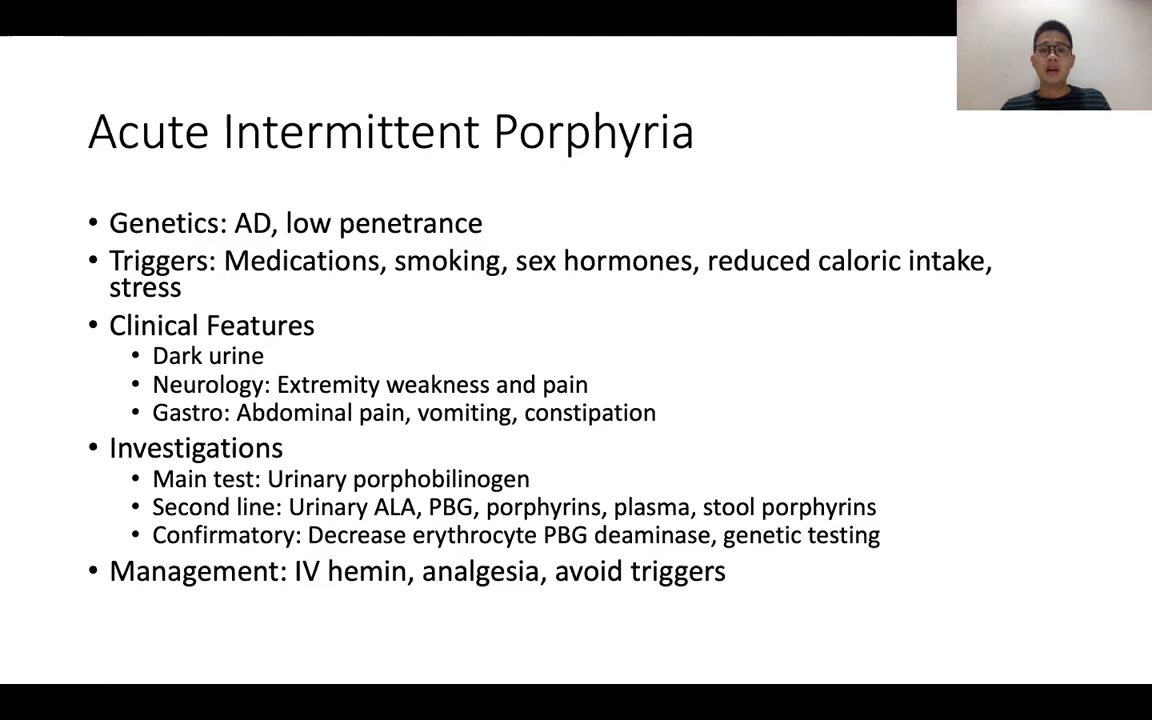 Acute Intermittent Porphyria
• Genetics: AD, low penetrance
• Triggers: Medications, smoking, sex hormones, reduced caloric intake,
stress
• Clinical Features
• Dark urine
• Neurology: Extremity weakness and pain
• Gastro: Abdominal pain, vomiting, constipation
• Investigations
• Main test: Urinary porphobilinogen
• Second line: Urinary ALA, PBG, porphyrins, plasma, stool porphyrins
• Confirmatory: Decrease erythrocyte PBG deaminase, genetic testing
• Management: IV hemin, analgesia, avoid triggers